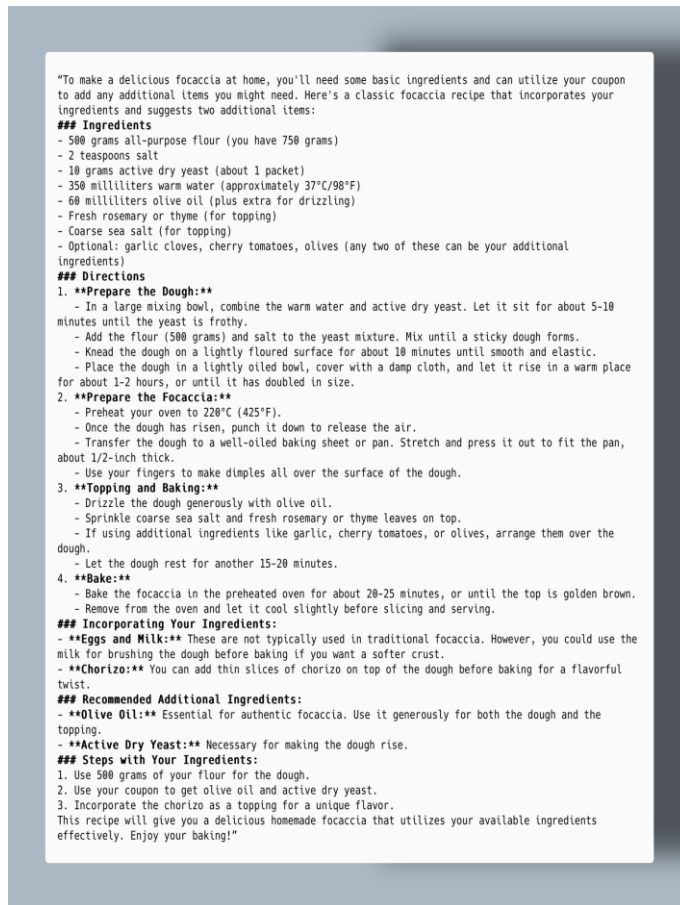 “To make a delicious focaccia at home, you'll need some basic ingredients and can utilize your coupon
to add any additional items you might need. Here's a classic focaccia recipe that incorporates your
ingredients and suggests two additional items:
### Ingredients
- 500 grams all-purpose flour (you have 750 grams)
- 2 teaspoons salt
- 10 grams active dry yeast (about 1 packet)
- 350 milliliters warm water (approximately 37°C/98°F)
- 60 milliliters olive oil (plus extra for drizzling)
- Fresh rosemary or thyme (for topping)
- Coarse sea salt (for topping)
- Optional: garlic cloves, cherry tomatoes, olives (any two of these can be your additional
ingredients)
### Directions
1. **Prepare the Dough:**
- In a large mixing bowl, combine the warm water and active dry yeast. Let it sit for about 5-10
minutes until the yeast is frothy.
- Add the flour (500 grams) and salt to the yeast mixture. Mix until a sticky dough forms.
- Knead the dough on a lightly floured surface for about 10 minutes until smooth and elastic.
- Place the dough in a lightly oiled bowl, cover with a damp cloth, and let it rise in a warm place
for about 1-2 hours, or until it has doubled in size.
2. **Prepare the Focaccia:**
- Preheat your oven to 220°C (425°F).
- Once the dough has risen, punch it down to release the air.
- Transfer the dough to a well-oiled baking sheet or pan. Stretch and press it out to fit the pan,
about 1/2-inch thick.
- Use your fingers to make dimples all over the surface of the dough.
3. **Topping and Baking:**
- Drizzle the dough generously with olive oil.
- Sprinkle coarse sea salt and fresh rosemary or thyme leaves on top.
- If using additional ingredients like garlic, cherry tomatoes, or olives, arrange them over the
dough.
- Let the dough rest for another 15-20 minutes.
4. **Bake:**
- Bake the focaccia in the preheated oven for about 20-25 minutes, or until the top is golden brown.
- Remove from the oven and let it cool slightly before slicing and serving.
### Incorporating Your Ingredients:
- **Eggs and Milk:** These are not typically used in traditional focaccia. However, you could use the
milk for brushing the dough before baking if you want a softer crust.
- **Chorizo:** You can add thin slices of chorizo on top of the dough before baking for a flavorful
twist.
### Recommended Additional Ingredients:
- **Olive Oil:** Essential for authentic focaccia. Use it generously for both the dough and the
topping.
- **Active Dry Yeast:** Necessary for making the dough rise.
### Steps with Your Ingredients:
1. Use 500 grams of your flour for the dough.
2. Use your coupon to get olive oil and active dry yeast.
3. Incorporate the chorizo as a topping for a unique flavor.
This recipe will give you a delicious homemade focaccia that utilizes your available ingredients
effectively. Enjoy your baking!”